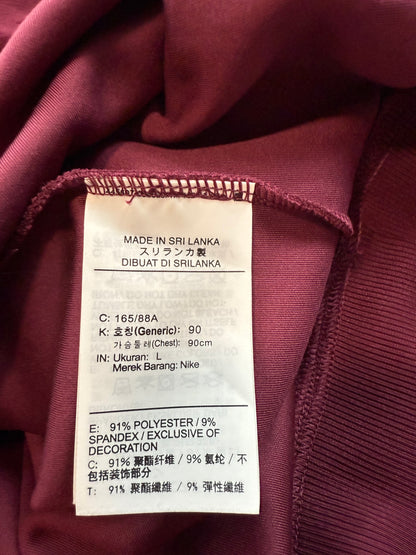 MADE IN SRI LANKA
スリランカ製
DIBUAT DI SRILANKA
C: 165/88A
K: 호칭(Generic): 90
가슴둘레(Chest): 90cm
IN: Ukuran: L
Merek Barang: Nike
E: 91% POLYESTER / 9%
SPANDEX / EXCLUSIVE OF
DECORATION
C: 91% 聚酯纤维 / 9% 氨纶 / 不
包括装饰部分
T: 91% 聚酯纖維 / 9% 彈性纖維